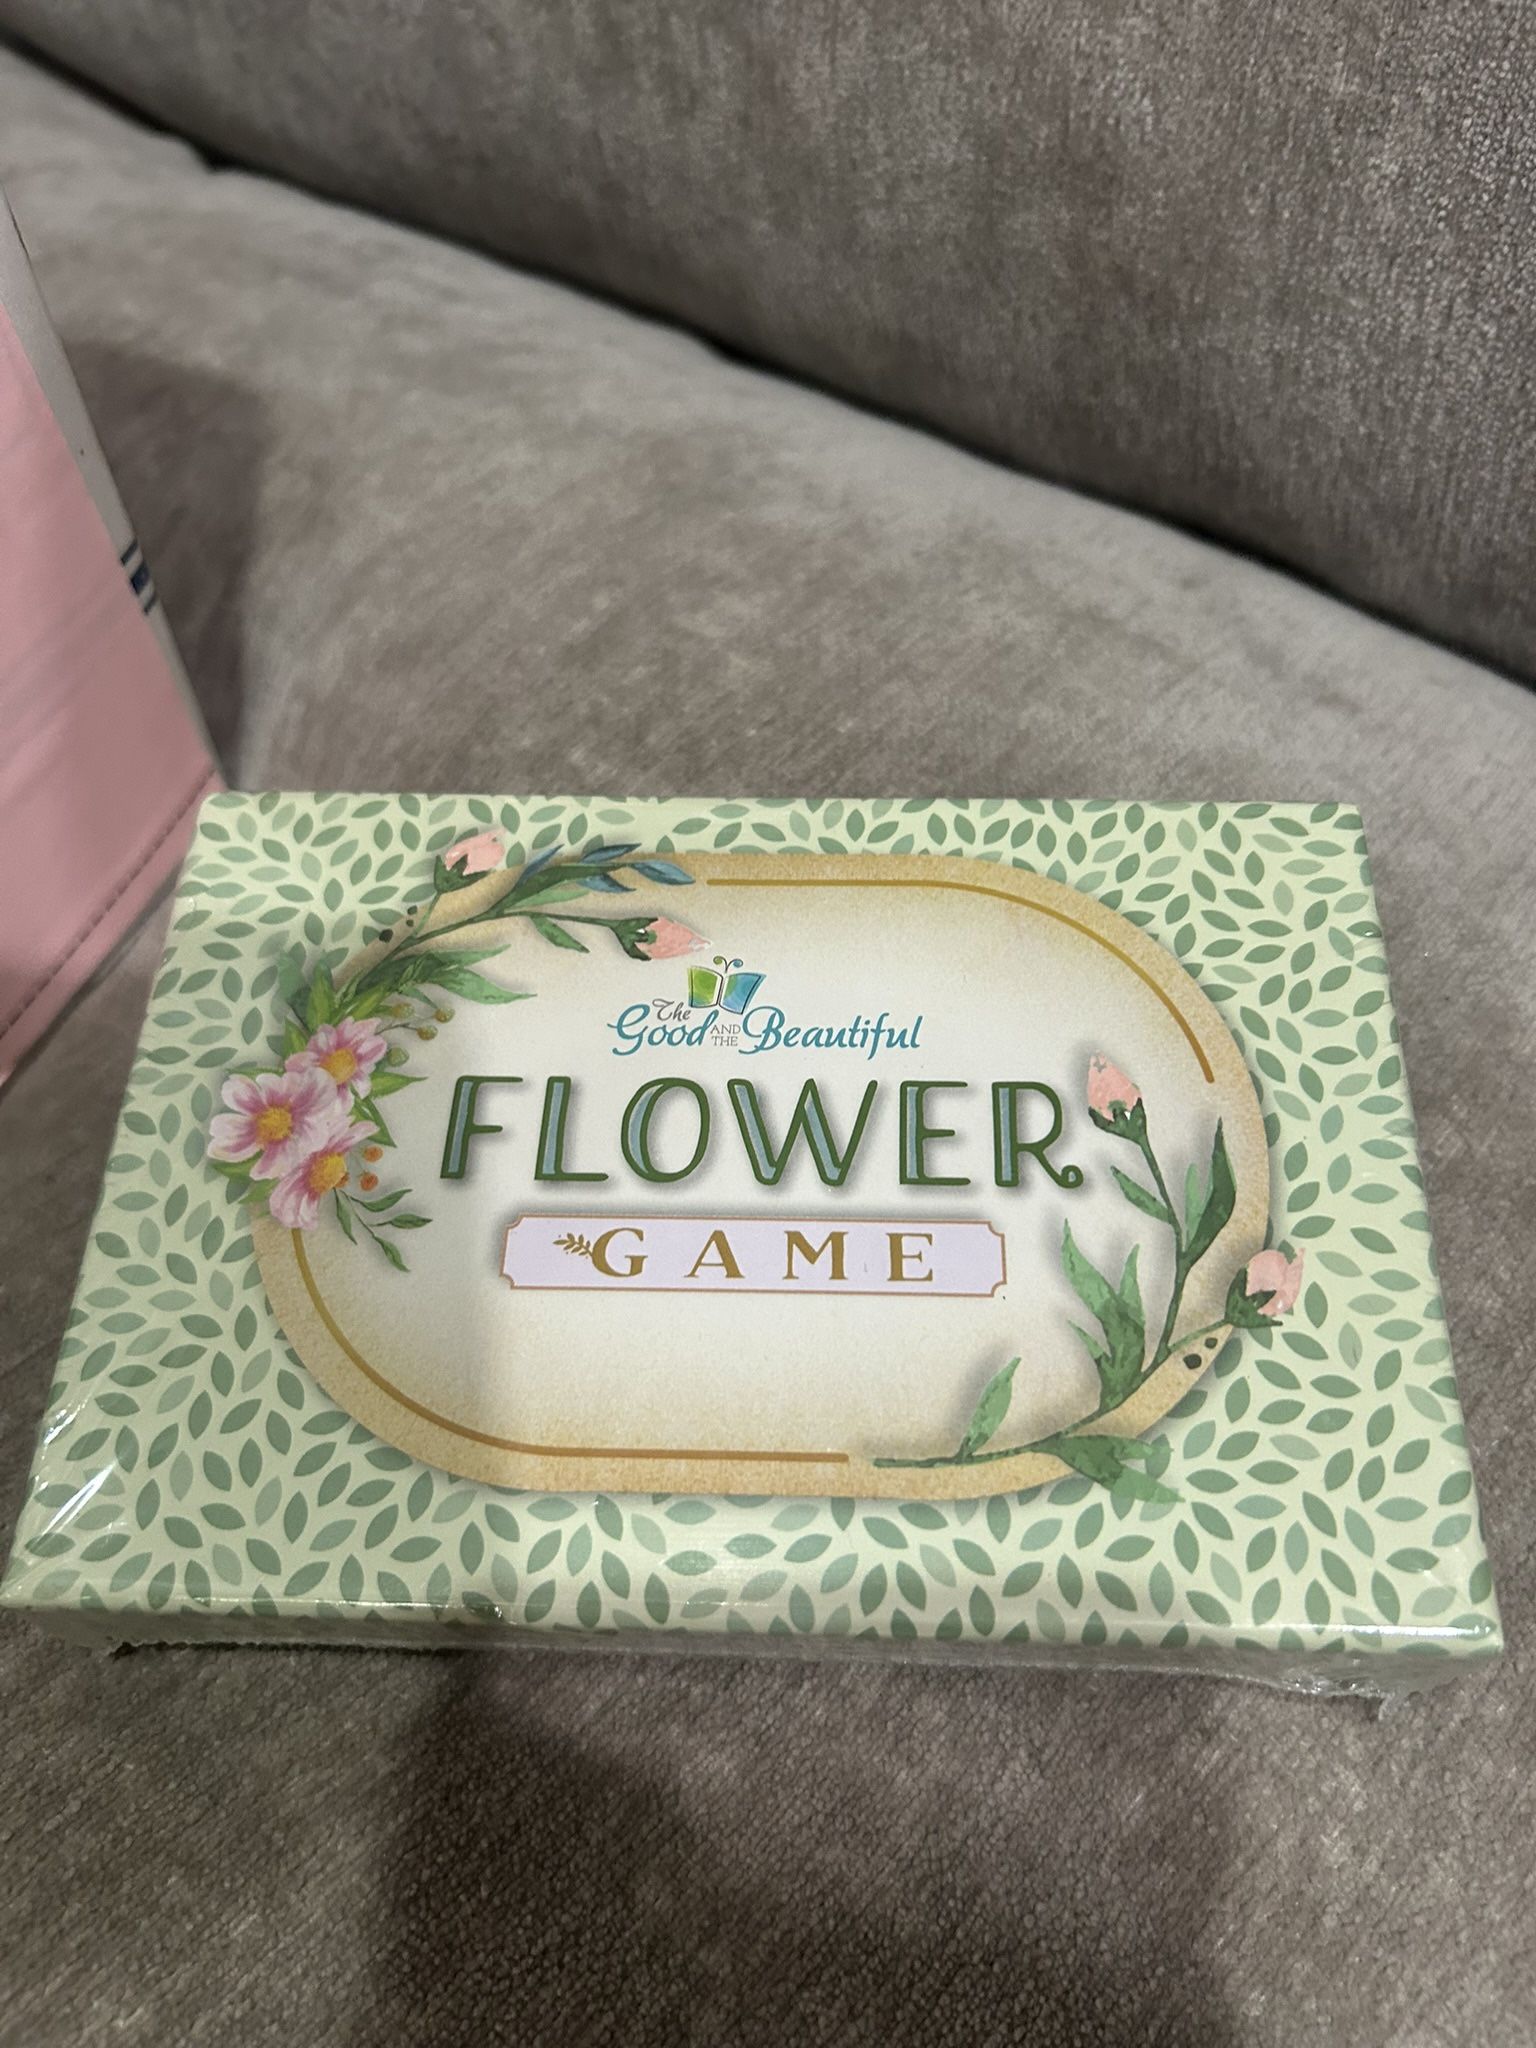 The
Good AND THE Beautiful
FLOWER
GAME